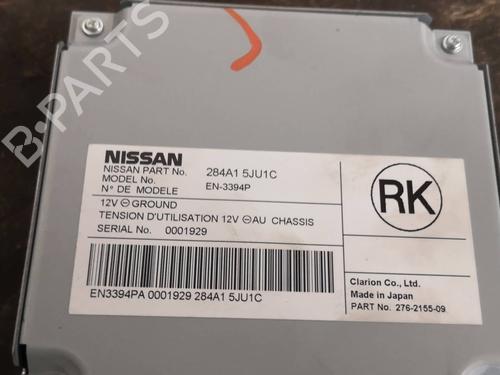 B-PARTS
NISSAN
NISSAN PART No. 284A1 5JU1C
MODEL No.
N° DE MODELE EN-3394P
12V ⊖ GROUND
TENSION D'UTILISATION 12V ⊖ AU CHASSIS
SERIAL No. 0001929
EN3394PA 0001929 284A1 5JU1C
RK
Clarion Co., Ltd.
Made in Japan
PART No. 276-2155-09